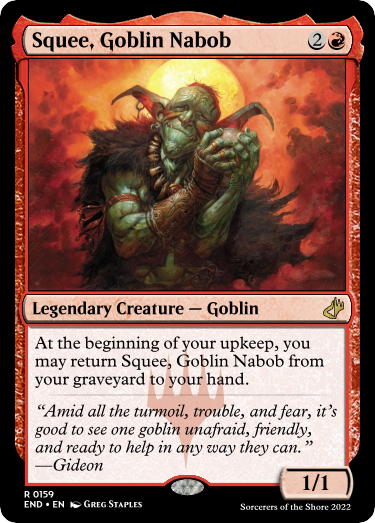 Squee, Goblin Nabob 2
Legendary Creature — Goblin
At the beginning of your upkeep, you
may return Squee, Goblin Nabob from
your graveyard to your hand.
“Amid all the turmoil, trouble, and fear, it’s
good to see one goblin unafraid, friendly,
and ready to help in any way they can.”
—Gideon
1/1
R 0159
END • EN Greg Staples
Sorcerers of the Shore 2022